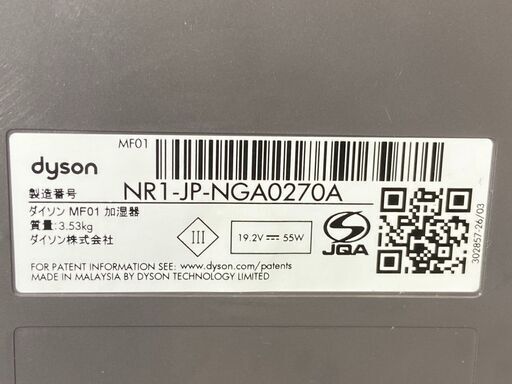 MF01
dyson
製造番号
NR1-JP-NGA0270A
ダイソン MF01 加湿器
質量:3.53kg
ダイソン株式会社
III
19.2V ⎓ 55W
JQA
302857-26/03
FOR PATENT INFORMATION SEE: www.dyson.com/patents
MADE IN MALAYSIA BY DYSON TECHNOLOGY LIMITED